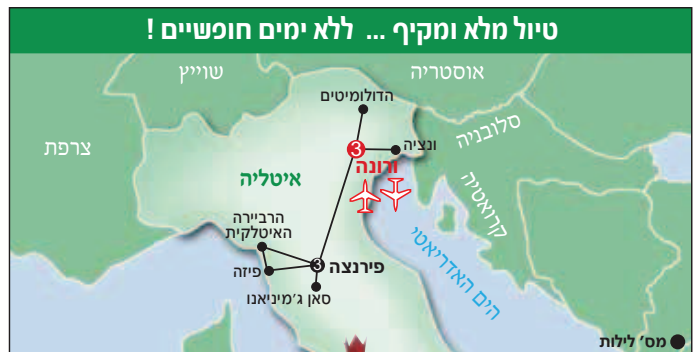 טיול מלא ומקיף ... ללא ימים חופשיים !
אוסטריה
שווייץ
הדולומיטים
סלובניה
ונציה
3
צרפת
ורונה
איטליה
קרואטיה
הרביירה
האיטלקית
הים האדריאטי
3
פירנצה
פיזה
סאן ג'מיניאנו
מס' לילות